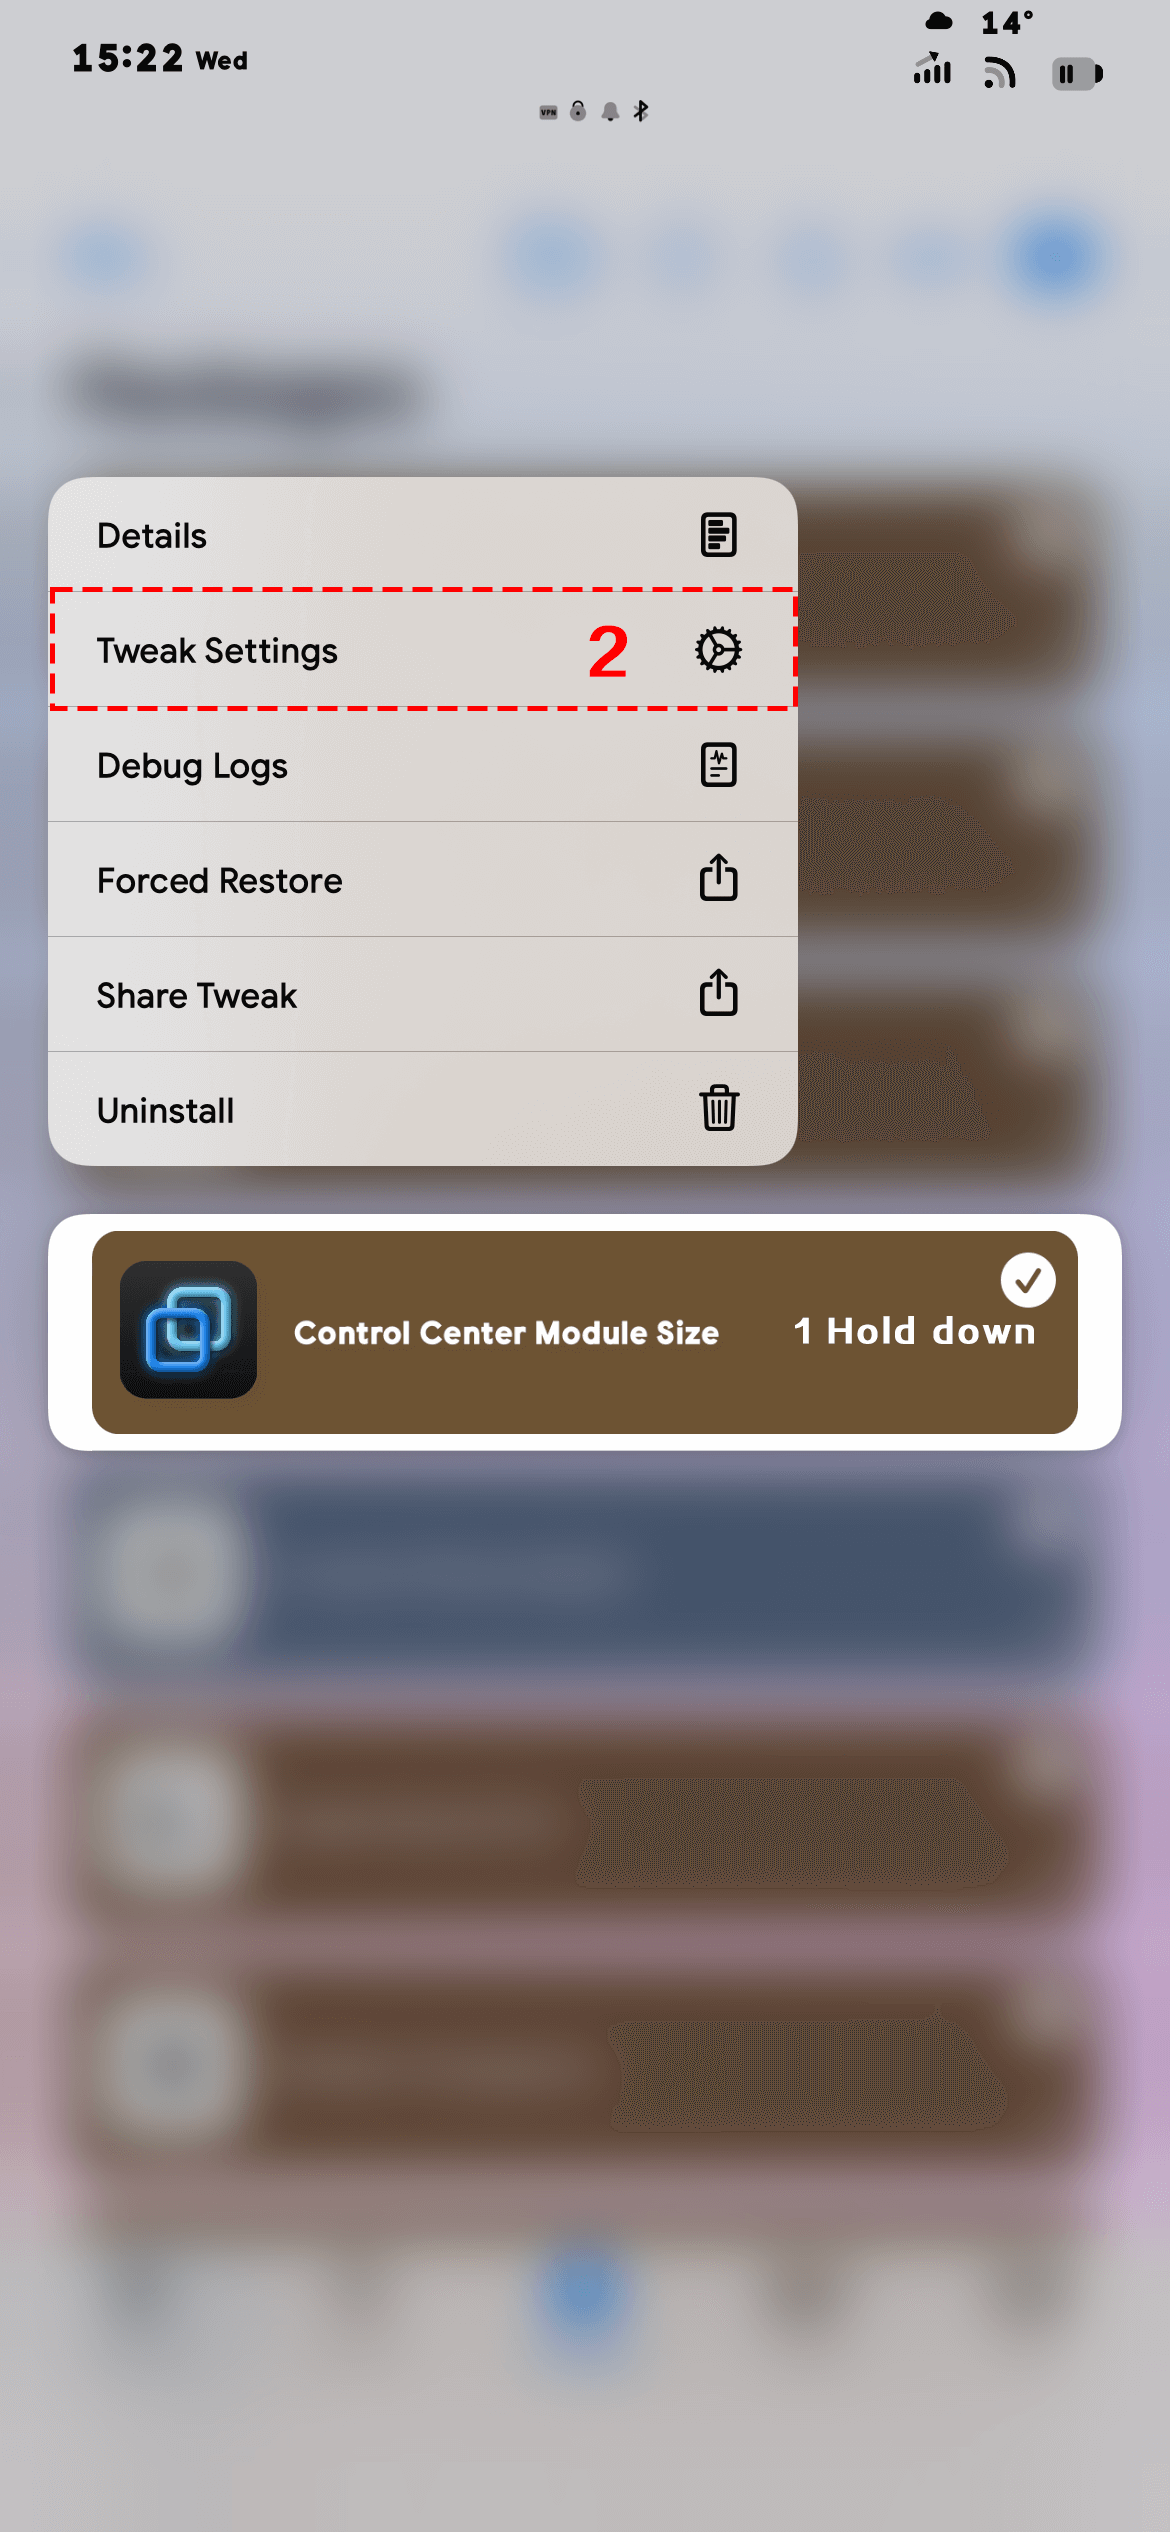 14°
15:22 Wed
VPN
Details
Tweak Settings 2
Debug Logs
Forced Restore
Share Tweak
Uninstall
Control Center Module Size 1 Hold down